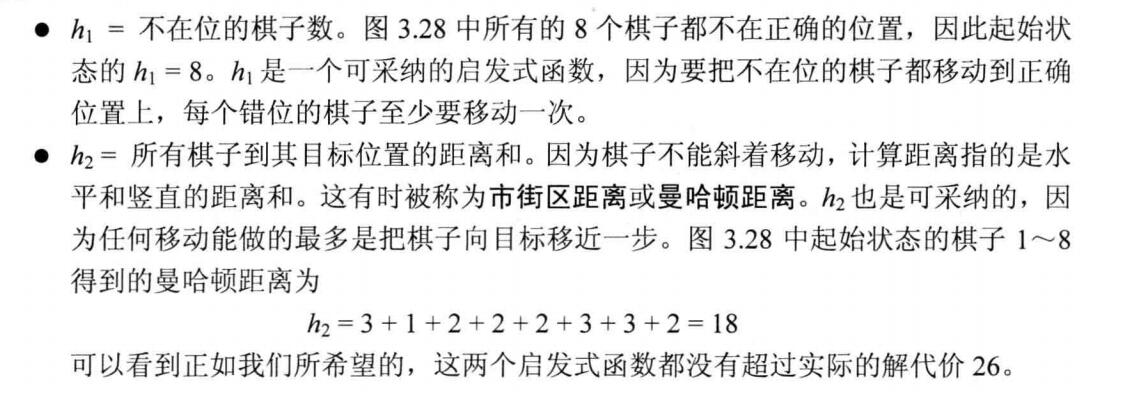 ● h₁ = 不在位的棋子数。图 3.28 中所有的 8 个棋子都不在正确的位置，因此起始状
态的 h₁ = 8。h₁ 是一个可采纳的启发式函数，因为要把不在位的棋子都移动到正确
位置上，每个错位的棋子至少要移动一次。
● h₂ = 所有棋子到其目标位置的距离和。因为棋子不能斜着移动，计算距离指的是水
平和竖直的距离和。这有时被称为市街区距离或曼哈顿距离。h₂ 也是可采纳的，因
为任何移动能做的最多是把棋子向目标移近一步。图 3.28 中起始状态的棋子 1～8
得到的曼哈顿距离为
h₂ = 3 + 1 + 2 + 2 + 2 + 3 + 3 + 2 = 18
可以看到正如我们所希望的，这两个启发式函数都没有超过实际的解代价 26。